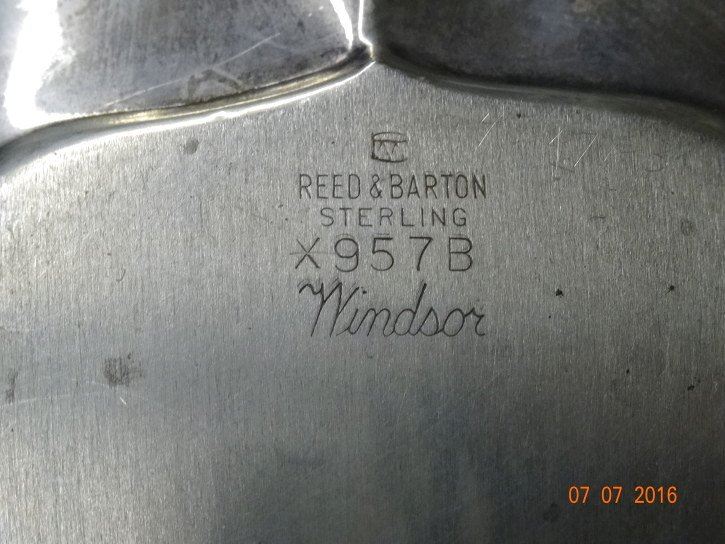 REED & BARTON
STERLING
X957B
Windsor
07 07 2016